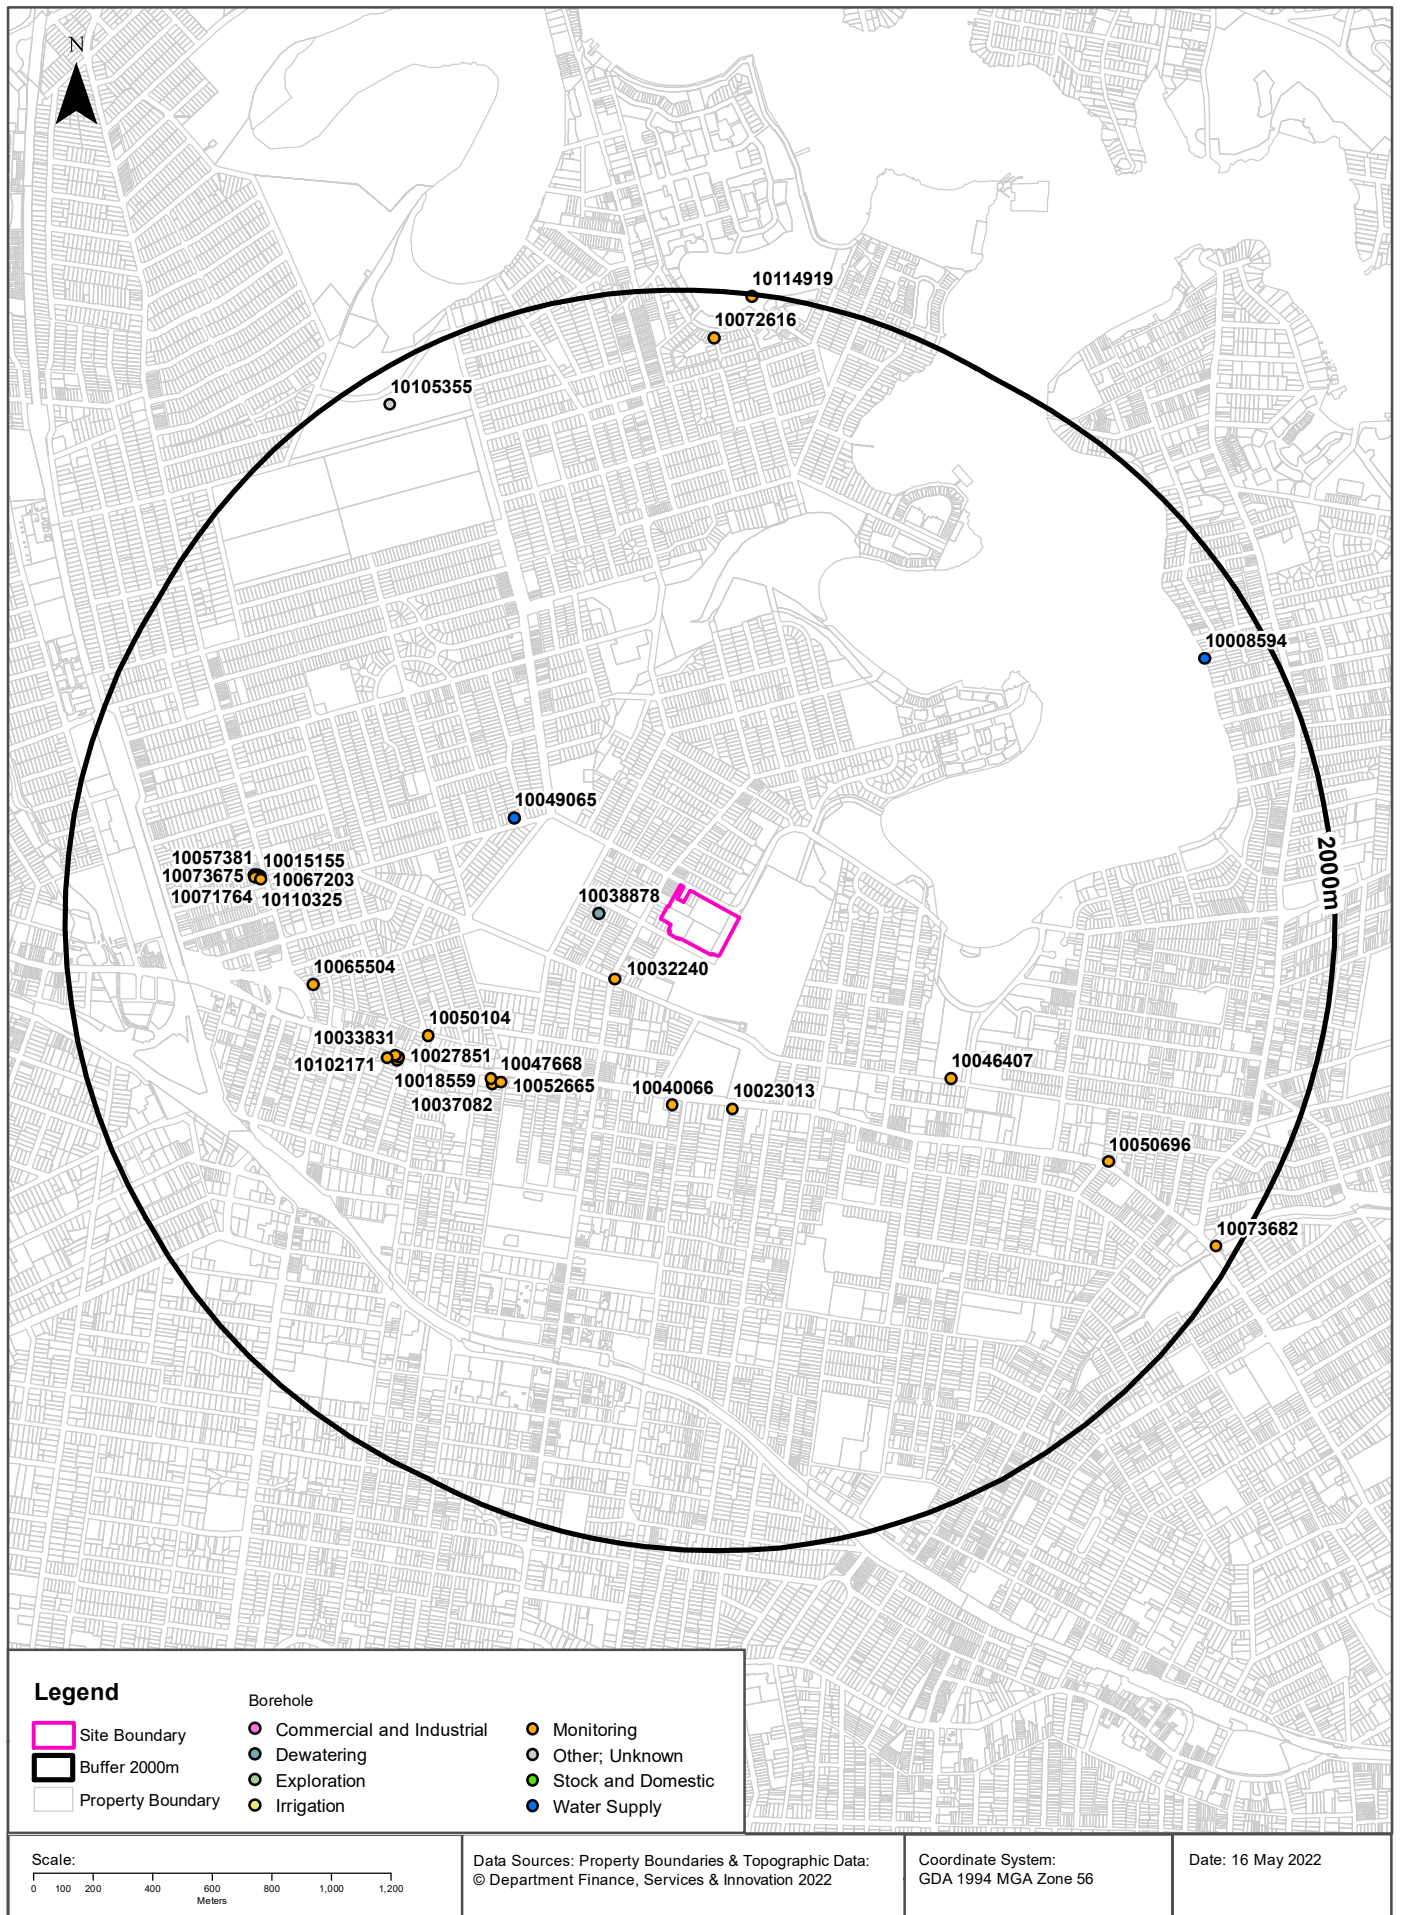 N
10114919
10072616
10105355
10008594
10049065
2000m
10057381 10015155
10073675 10067203
10071764 10110325
10038878
10065504
10032240
10050104
10033831
10027851
10102171
10047668
10046407
10018559
10052665
10040066
10023013
10037082
10050696
10073682
Legend
Site Boundary
Buffer 2000m
Property Boundary
Borehole
Commercial and Industrial
Dewatering
Exploration
Irrigation
Monitoring
Other; Unknown
Stock and Domestic
Water Supply
Scale:
0 100 200 400 600 800 1,000 1,200
Meters
Data Sources: Property Boundaries & Topographic Data:
© Department Finance, Services & Innovation 2022
Coordinate System:
GDA 1994 MGA Zone 56
Date: 16 May 2022